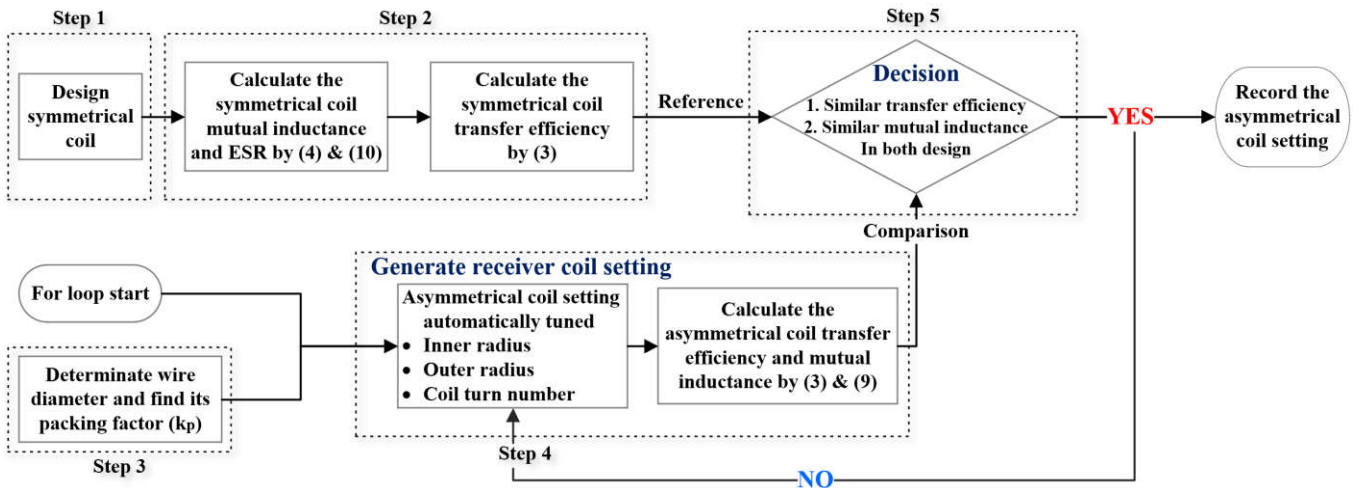 Step 1
Design
symmetrical
coil
Step 2
Calculate the
symmetrical coil
mutual inductance
and ESR by (4) & (10)
Calculate the
symmetrical coil
transfer efficiency
by (3)
Reference
Step 5
Decision
1. Similar transfer efficiency
2. Similar mutual inductance
In both design
YES
Record the
asymmetrical
coil setting
Comparison
For loop start
Determinate wire
diameter and find its
packing factor (kp)
Step 3
Generate receiver coil setting
Asymmetrical coil setting
automatically tuned
• Inner radius
• Outer radius
• Coil turn number
Calculate the
asymmetrical coil transfer
efficiency and mutual
inductance by (3) & (9)
Step 4
NO